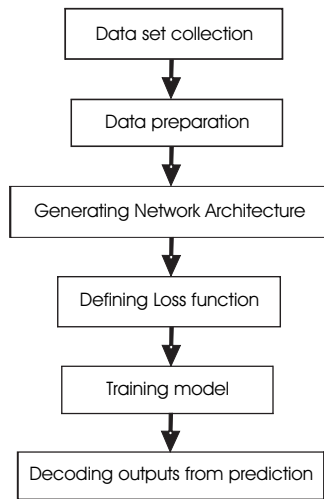 Data set collection
Data preparation
Generating Network Architecture
Defining Loss function
Training model
Decoding outputs from prediction